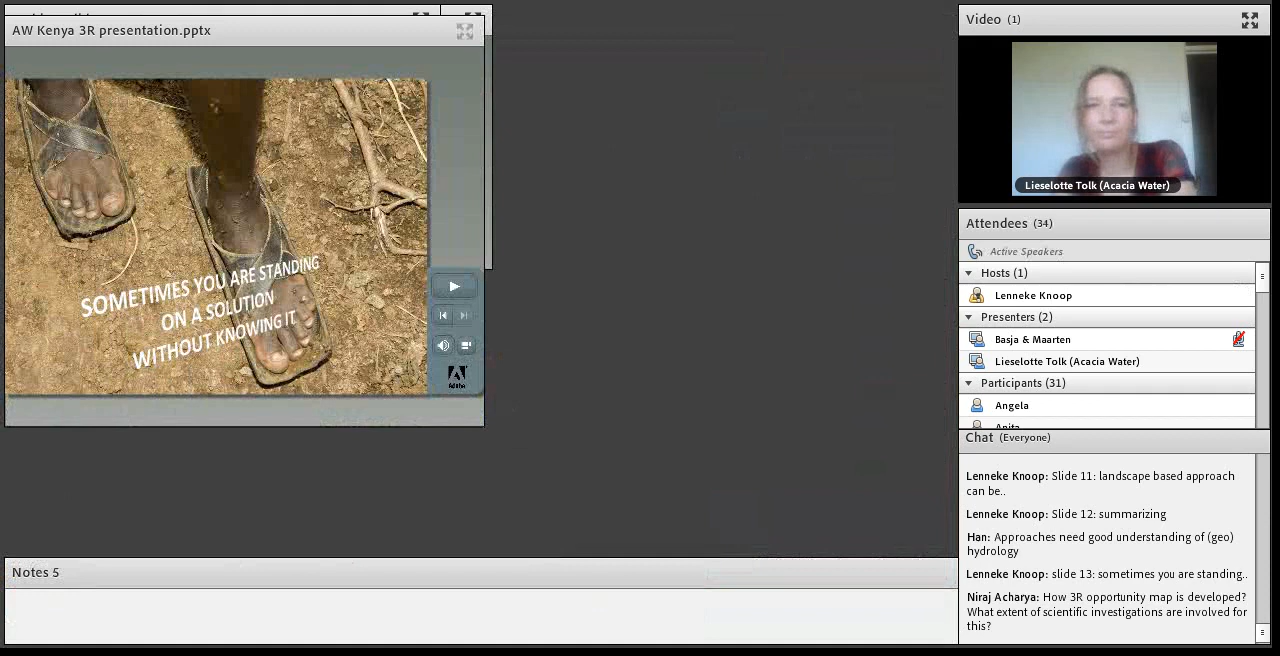 AW Kenya 3R presentation.pptx
SOMETIMES YOU ARE STANDING
ON A SOLUTION
WITHOUT KNOWING IT
Adobe
Notes 5
Video (1)
Lieselotte Tolk (Acacia Water)
Attendees (34)
Active Speakers
Hosts (1)
Lenneke Knoop
Presenters (2)
Basja & Maarten
Lieselotte Tolk (Acacia Water)
Participants (31)
Angela
Anita
Chat (Everyone)
Lenneke Knoop: Slide 11: landscape based approach
can be..
Lenneke Knoop: Slide 12: summarizing
Han: Approaches need good understanding of (geo)
hydrology
Lenneke Knoop: slide 13: sometimes you are standing..
Niraj Acharya: How 3R opportunity map is developed?
What extent of scientific investigations are involved for
this?